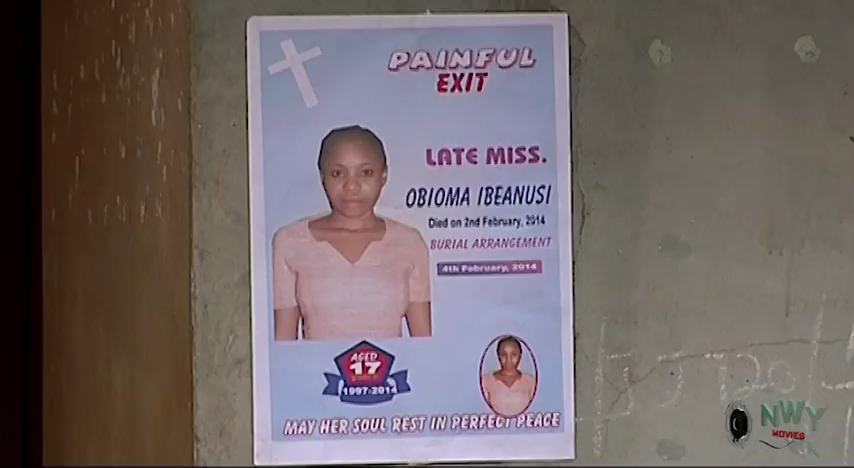 PAINFUL
EXIT
LATE MISS.
OBIOMA IBEANUSI
Died on 2nd February, 2014
BURIAL ARRANGEMENT
4th February, 2014
AGED
17
1997-2014
MAY HER SOUL REST IN PERFECT PEACE
NWY
MOVIES